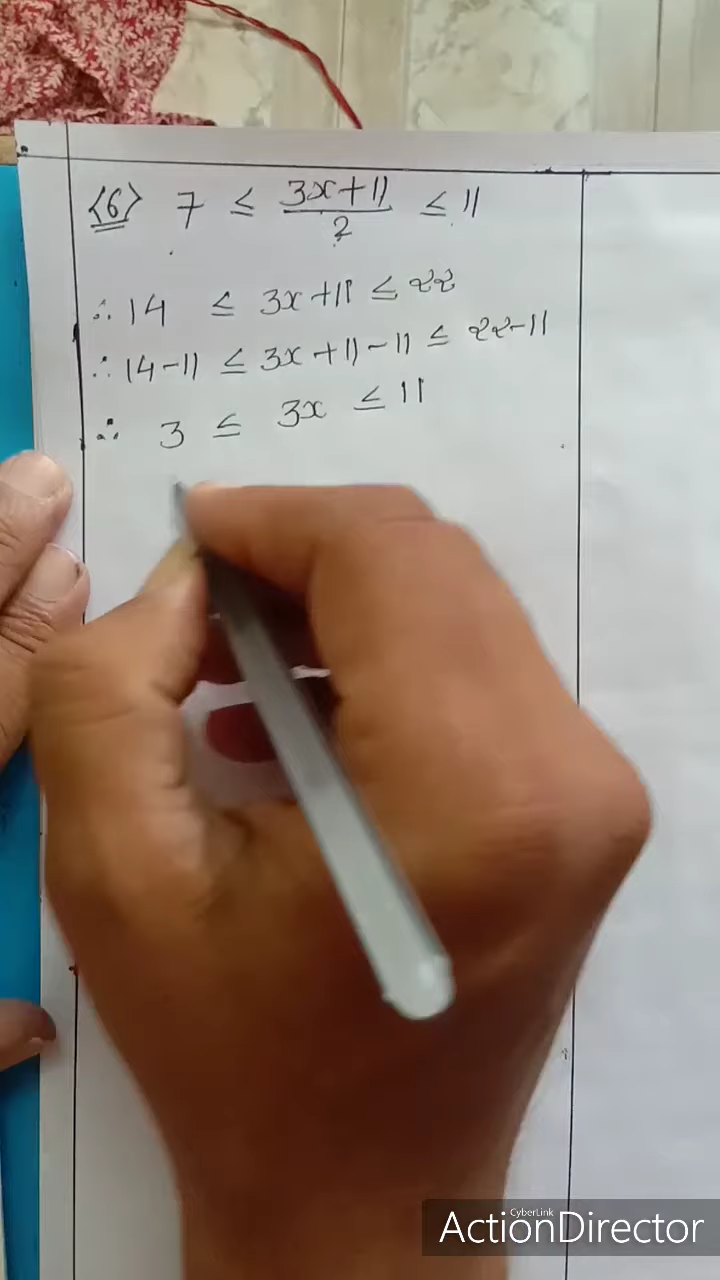 <6> 7 ≤ (3x+11)/2 ≤ 11
∴ 14 ≤ 3x+11 ≤ 22
∴ 14-11 ≤ 3x+11-11 ≤ 22-11
∴ 3 ≤ 3x ≤ 11
CyberLink
ActionDirector